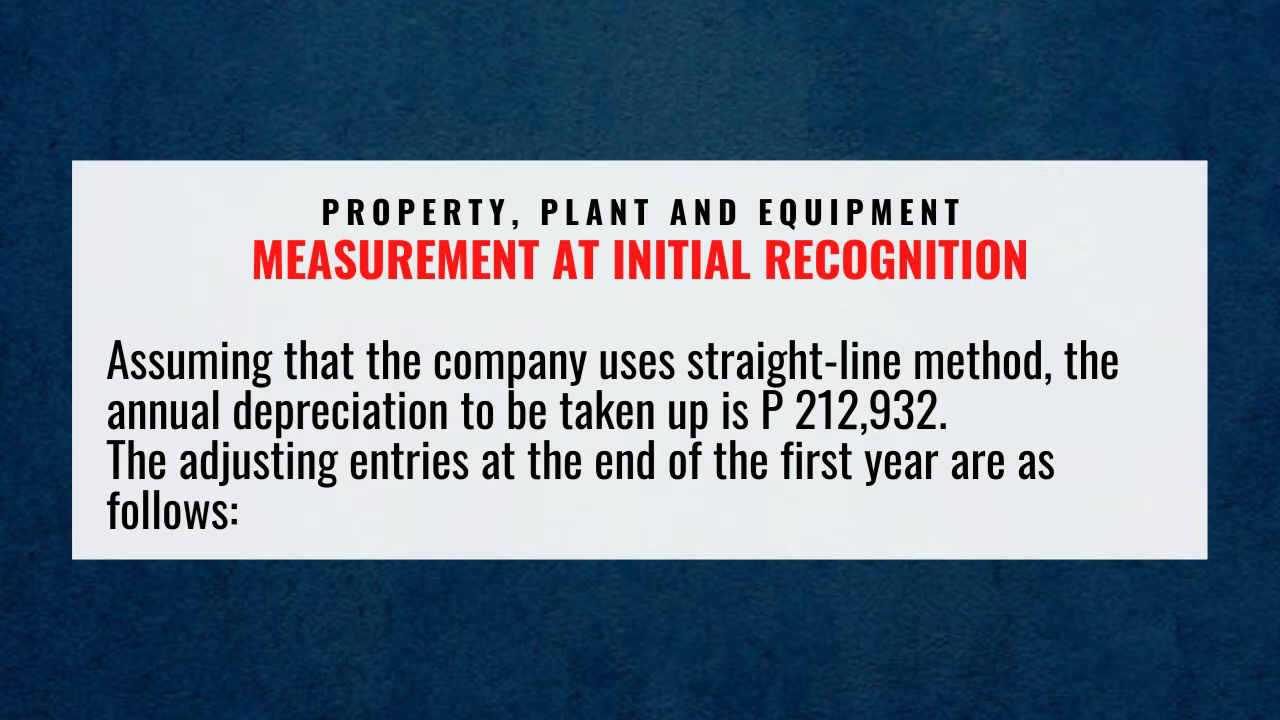 PROPERTY, PLANT AND EQUIPMENT
MEASUREMENT AT INITIAL RECOGNITION
Assuming that the company uses straight-line method, the
annual depreciation to be taken up is P 212,932.
The adjusting entries at the end of the first year are as
follows: